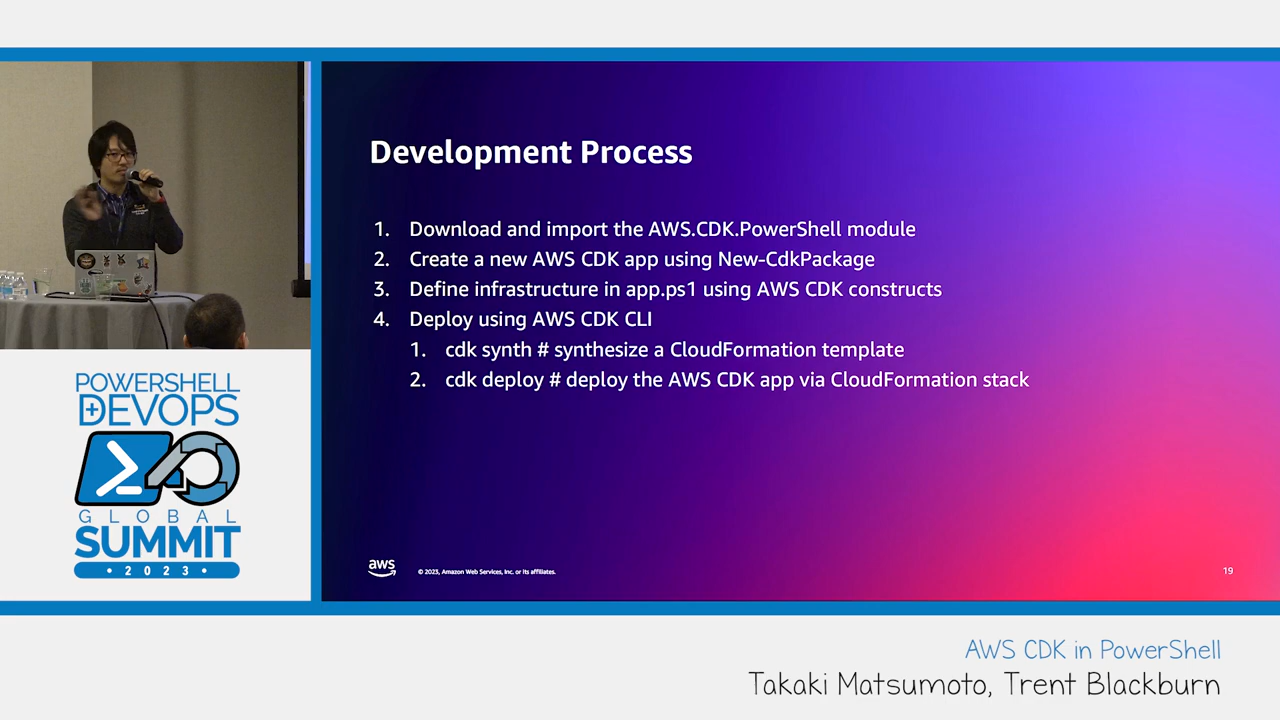 Development Process
1. Download and import the AWS.CDK.PowerShell module
2. Create a new AWS CDK app using New-CdkPackage
3. Define infrastructure in app.ps1 using AWS CDK constructs
4. Deploy using AWS CDK CLI
1. cdk synth # synthesize a CloudFormation template
2. cdk deploy # deploy the AWS CDK app via CloudFormation stack
aws
© 2023, Amazon Web Services, Inc. or its affiliates.
19
POWERSHELL
+ DEVOPS
GLOBAL
SUMMIT
• 2023 •
AWS CDK in PowerShell
Takaki Matsumoto, Trent Blackburn